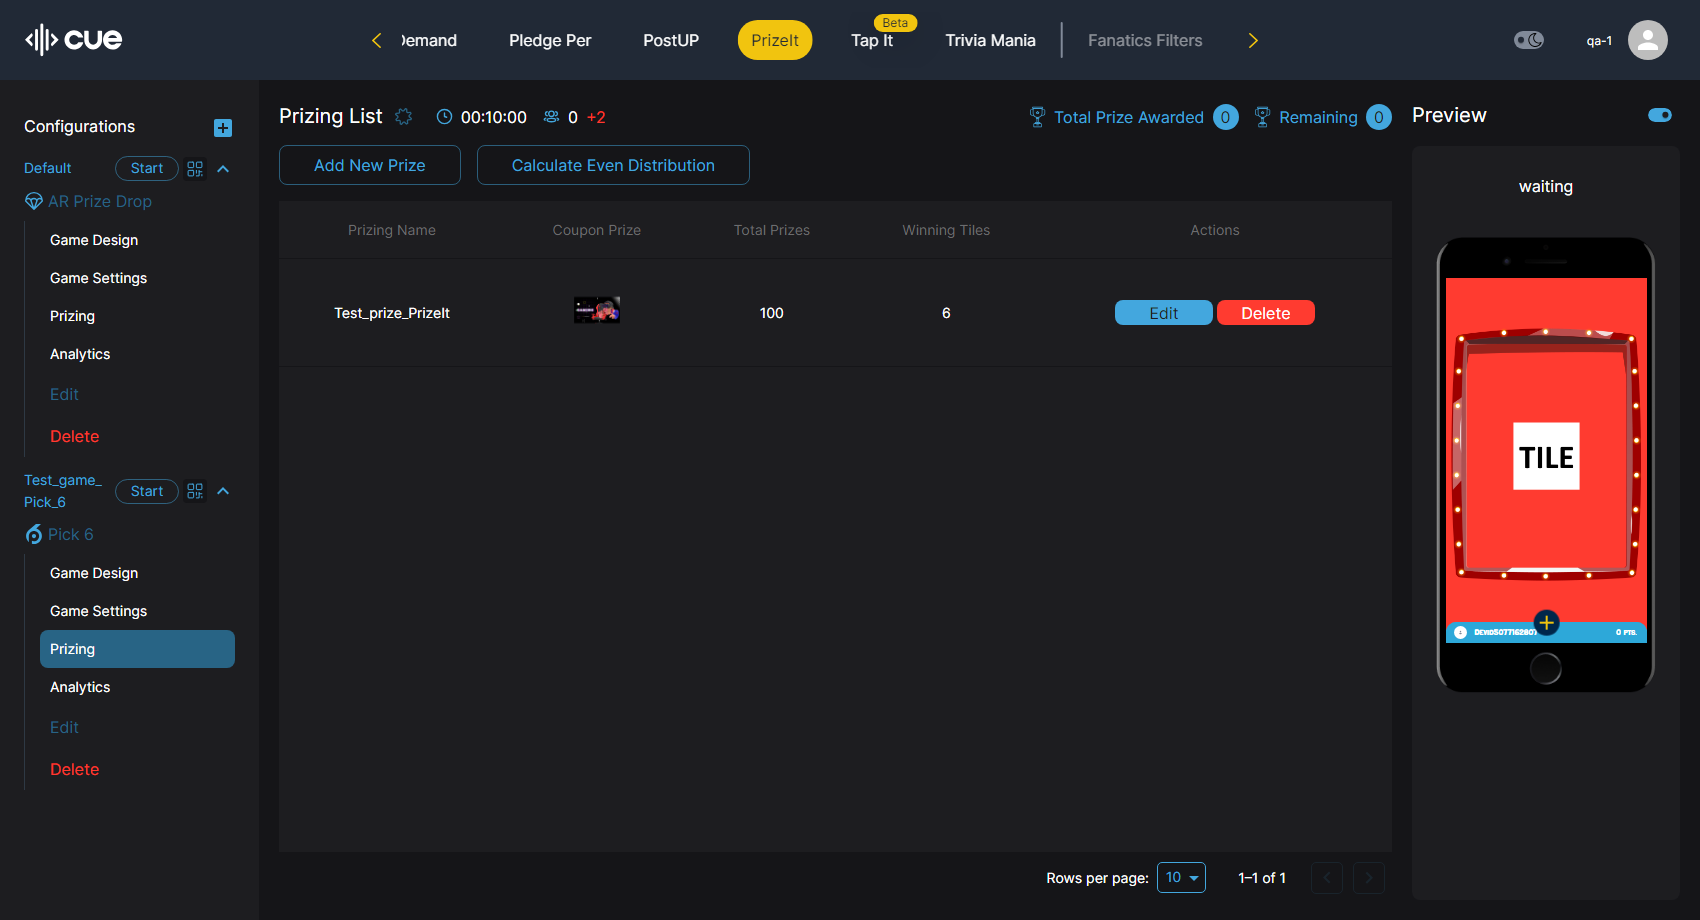 cue
Demand
Pledge Per
PostUP
PrizeIt
Beta
Tap It
Trivia Mania
Fanatics Filters
qa-1
Configurations
Default
Start
AR Prize Drop
Game Design
Game Settings
Prizing
Analytics
Edit
Delete
Test_game_
Pick_6
Start
Pick 6
Game Design
Game Settings
Prizing
Analytics
Edit
Delete
Prizing List
00:10:00
0 +2
Total Prize Awarded 0
Remaining 0
Add New Prize
Calculate Even Distribution
Prizing Name Coupon Prize Total Prizes Winning Tiles Actions
Test_prize_PrizeIt 100 6 Edit Delete
Rows per page: 10 1–1 of 1
Preview
waiting
TILE
0 PTS.